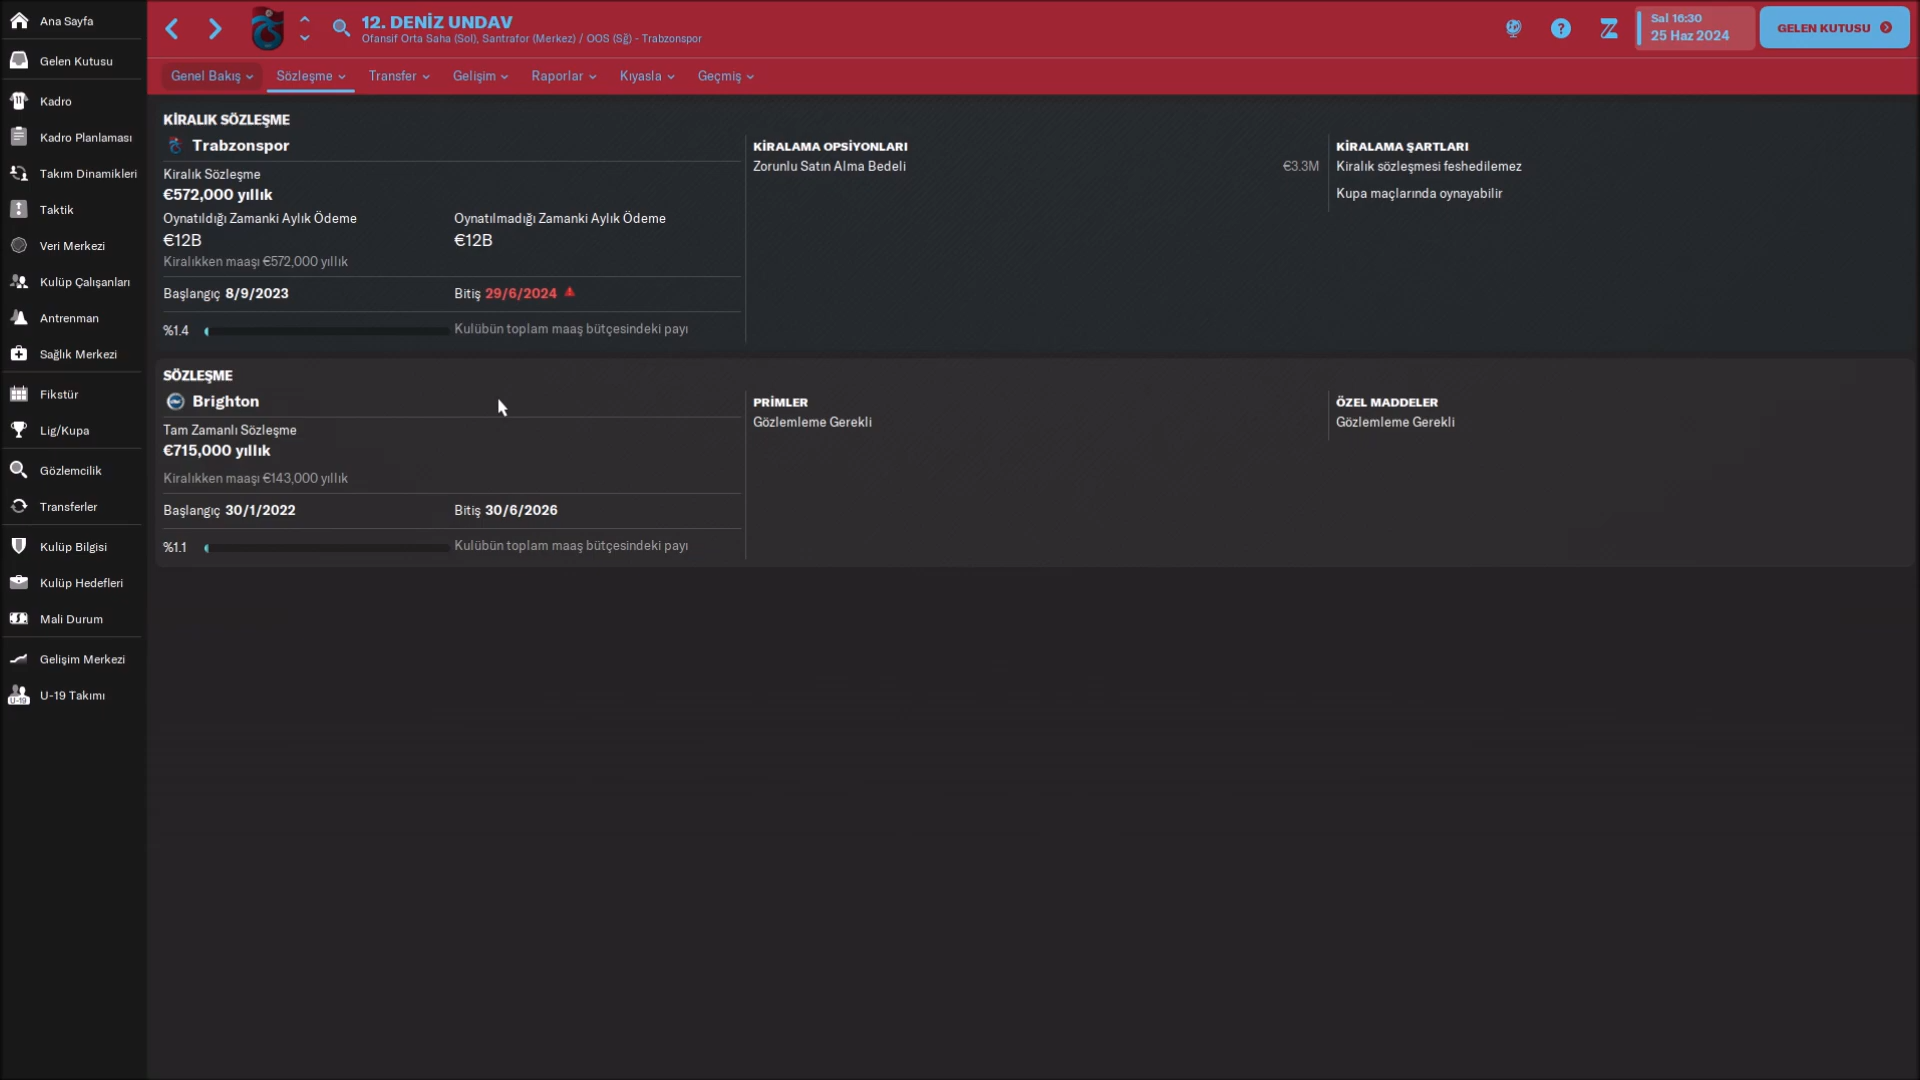 Ana Sayfa
Gelen Kutusu
Kadro
Kadro Planlaması
Takım Dinamikleri
Taktik
Veri Merkezi
Kulüp Çalışanları
Antrenman
Sağlık Merkezi
Fikstür
Lig/Kupa
Gözlemcilik
Transferler
Kulüp Bilgisi
Kulüp Hedefleri
Mali Durum
Gelişim Merkezi
U-19 Takımı
12. DENİZ UNDAV
Ofansif Orta Saha (Sol), Santrafor (Merkez) / OOS (Sğ) - Trabzonspor
Sal 16:30
25 Haz 2024
GELEN KUTUSU
Genel Bakış Sözleşme Transfer Gelişim Raporlar Kıyasla Geçmiş
KİRALIK SÖZLEŞME
Trabzonspor
Kiralık Sözleşme
€572,000 yıllık
Oynatıldığı Zamanki Aylık Ödeme Oynatılmadığı Zamanki Aylık Ödeme
€12B €12B
Kiralıkken maaşı €572,000 yıllık
Başlangıç 8/9/2023 Bitiş 29/6/2024
%1.4 Kulübün toplam maaş bütçesindeki payı
KİRALAMA OPSİYONLARI
Zorunlu Satın Alma Bedeli €3.3M
KİRALAMA ŞARTLARI
Kiralık sözleşmesi feshedilemez
Kupa maçlarında oynayabilir
SÖZLEŞME
Brighton
Tam Zamanlı Sözleşme
€715,000 yıllık
Kiralıkken maaşı €143,000 yıllık
Başlangıç 30/1/2022 Bitiş 30/6/2026
%1.1 Kulübün toplam maaş bütçesindeki payı
PRİMLER
Gözlemleme Gerekli
ÖZEL MADDELER
Gözlemleme Gerekli